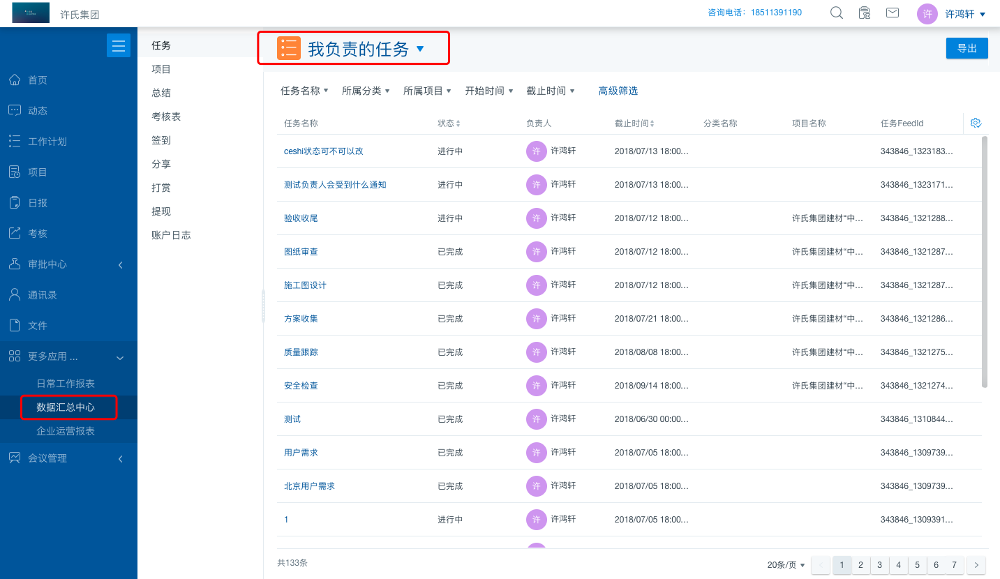 许氏集团
咨询电话：18511391190
许 许鸿轩
首页
动态
工作计划
项目
日报
考核
审批中心
通讯录
文件
更多应用 ...
日常工作报表
数据汇总中心
企业运营报表
会议管理
任务
项目
总结
考核表
签到
分享
打赏
提现
账户日志
我负责的任务
导出
任务名称 所属分类 所属项目 开始时间 截止时间 高级筛选
任务名称 状态 负责人 截止时间 分类名称 项目名称 任务FeedId
ceshi状态可不可以改 进行中 许 许鸿轩 2018/07/13 18:00... 343846_1323183...
测试负责人会受到什么通知 进行中 许 许鸿轩 2018/07/13 18:00... 343846_1323171...
验收收尾 进行中 许 许鸿轩 2018/07/12 18:00... 许氏集团建材“中... 343846_1321288...
图纸审查 已完成 许 许鸿轩 2018/07/12 18:00... 许氏集团建材“中... 343846_1321287...
施工图设计 已完成 许 许鸿轩 2018/07/12 18:00... 许氏集团建材“中... 343846_1321287...
方案收集 已完成 许 许鸿轩 2018/07/21 18:00... 许氏集团建材“中... 343846_1321286...
质量跟踪 已完成 许 许鸿轩 2018/08/08 18:00... 许氏集团建材“中... 343846_1321275...
安全检查 已完成 许 许鸿轩 2018/09/14 18:00... 许氏集团建材“中... 343846_1321274...
测试 已完成 许 许鸿轩 2018/06/30 00:00... 343846_1310844...
用户需求 已完成 许 许鸿轩 2018/07/05 18:00... 343846_1309739...
北京用户需求 已完成 许 许鸿轩 2018/07/05 18:00... 343846_1309739...
1 进行中 许 许鸿轩 2018/07/05 18:00... 343846_1309391...
共133条
20条/页 1 2 3 4 5 6 7